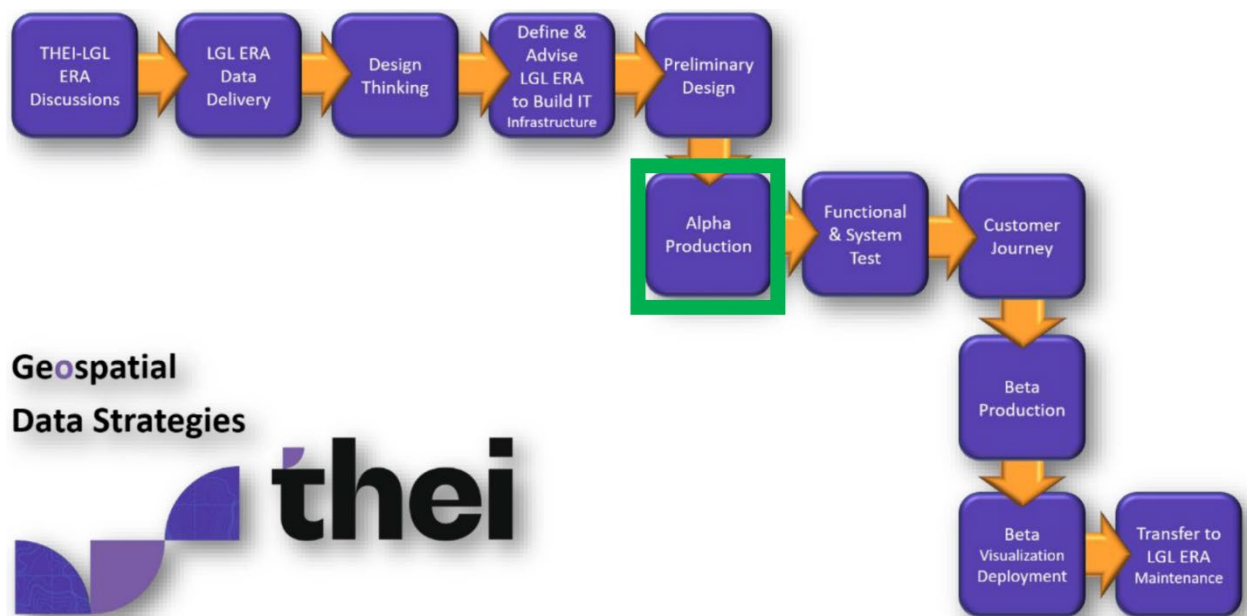 THEI-LGL
ERA
Discussions
LGL ERA
Data
Delivery
Design
Thinking
Define &
Advise
LGL ERA
to Build IT
Infrastructure
Preliminary
Design
Alpha
Production
Functional
& System
Test
Customer
Journey
Beta
Production
Beta
Visualization
Deployment
Transfer to
LGL ERA
Maintenance
Geospatial
Data Strategies
thei